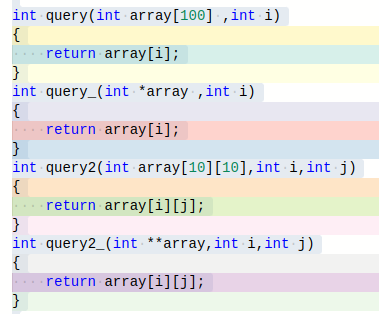 int query(int array[100] ,int i)
{
    return array[i];
}
int query_(int *array ,int i)
{
    return array[i];
}
int query2(int array[10][10],int i,int j)
{
    return array[i][j];
}
int query2_(int **array,int i,int j)
{
    return array[i][j];
}